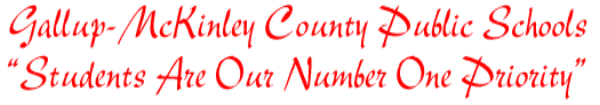 Gallup-McKinley County Public Schools
“Students Are Our Number One Priority”